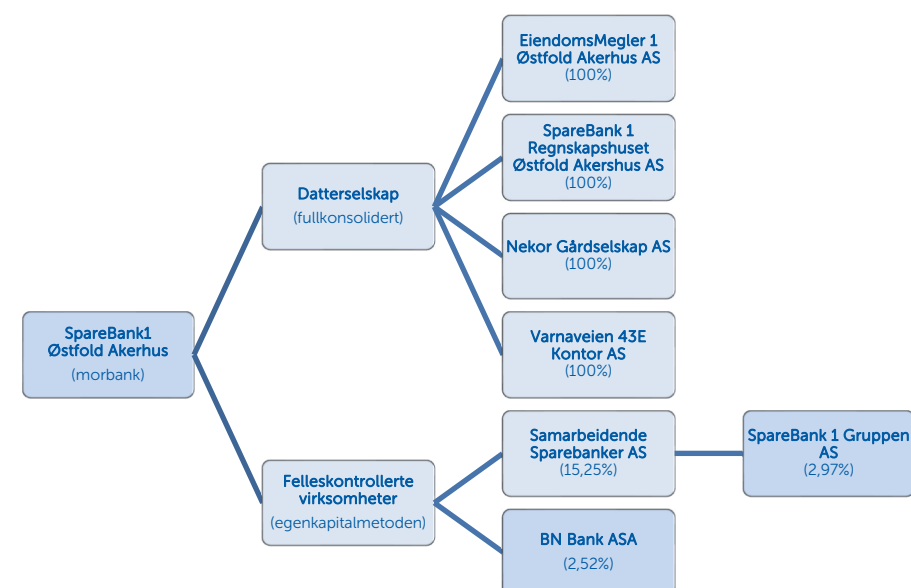 EiendomsMegler 1
Østfold Akerhus AS
(100%)
SpareBank 1
Regnskapshuset
Østfold Akershus AS
(100%)
Datterselskap
(fullkonsolidert)
Nekor Gårdselskap AS
(100%)
SpareBank1
Østfold Akerhus
(morbank)
Varnaveien 43E
Kontor AS
(100%)
Samarbeidende
Sparebanker AS
(15,25%)
SpareBank 1 Gruppen
AS
(2,97%)
Felleskontrollerte
virksomheter
(egenkapitalmetoden)
BN Bank ASA
(2,52%)